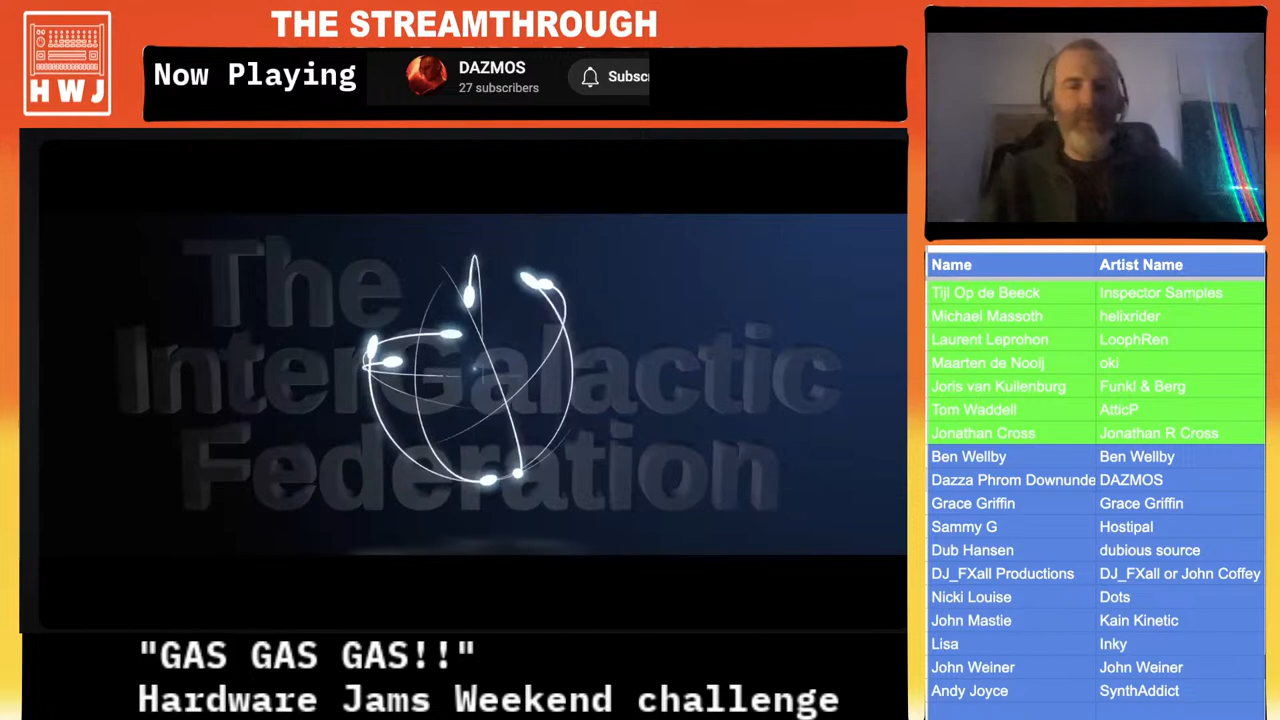 HWJ
THE STREAMTHROUGH
Now Playing
DAZMOS
27 subscribers
Subscr
The
InterGalactic
Federation
"GAS GAS GAS!!"
Hardware Jams Weekend challenge
Name Artist Name
Tijl Op de Beeck Inspector Samples
Michael Massoth helixrider
Laurent Leprohon LoophRen
Maarten de Nooij oki
Joris van Kuilenburg Funkl & Berg
Tom Waddell AtticP
Jonathan Cross Jonathan R Cross
Ben Wellby Ben Wellby
Dazza Phrom Downunde DAZMOS
Grace Griffin Grace Griffin
Sammy G Hostipal
Dub Hansen dubious source
DJ_FXall Productions DJ_FXall or John Coffey
Nicki Louise Dots
John Mastie Kain Kinetic
Lisa Inky
John Weiner John Weiner
Andy Joyce SynthAddict